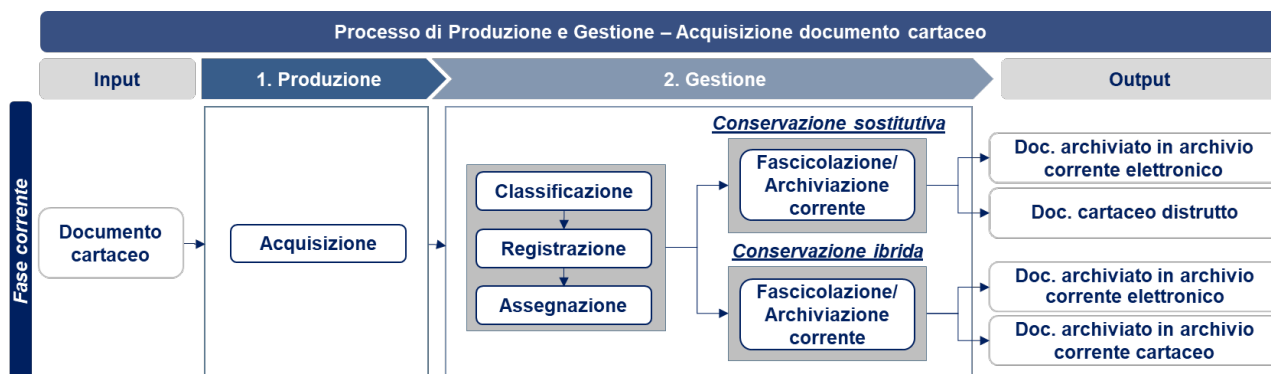 Processo di Produzione e Gestione – Acquisizione documento cartaceo
Input
1. Produzione
2. Gestione
Output
Fase corrente
Documento
cartaceo
Acquisizione
Classificazione
Registrazione
Assegnazione
Conservazione sostitutiva
Fascicolazione/
Archiviazione
corrente
Conservazione ibrida
Fascicolazione/
Archiviazione
corrente
Doc. archiviato in archivio
corrente elettronico
Doc. cartaceo distrutto
Doc. archiviato in archivio
corrente elettronico
Doc. archiviato in archivio
corrente cartaceo